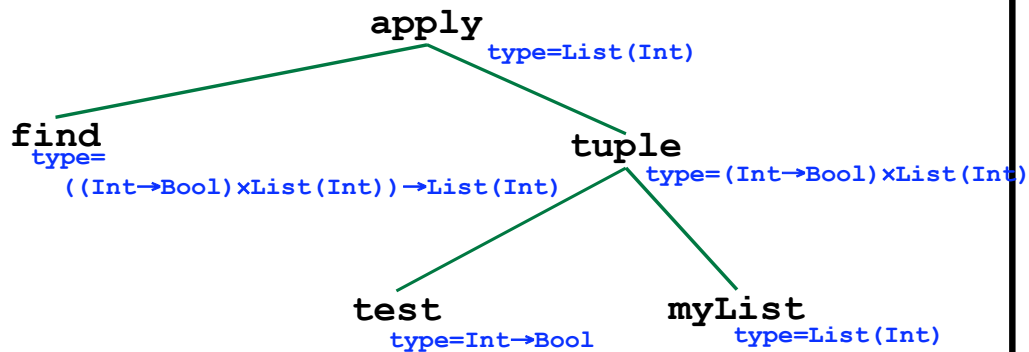 apply
type=List(Int)
find
type=
((Int→Bool)×List(Int))→List(Int)
tuple
type=(Int→Bool)×List(Int)
test
type=Int→Bool
myList
type=List(Int)